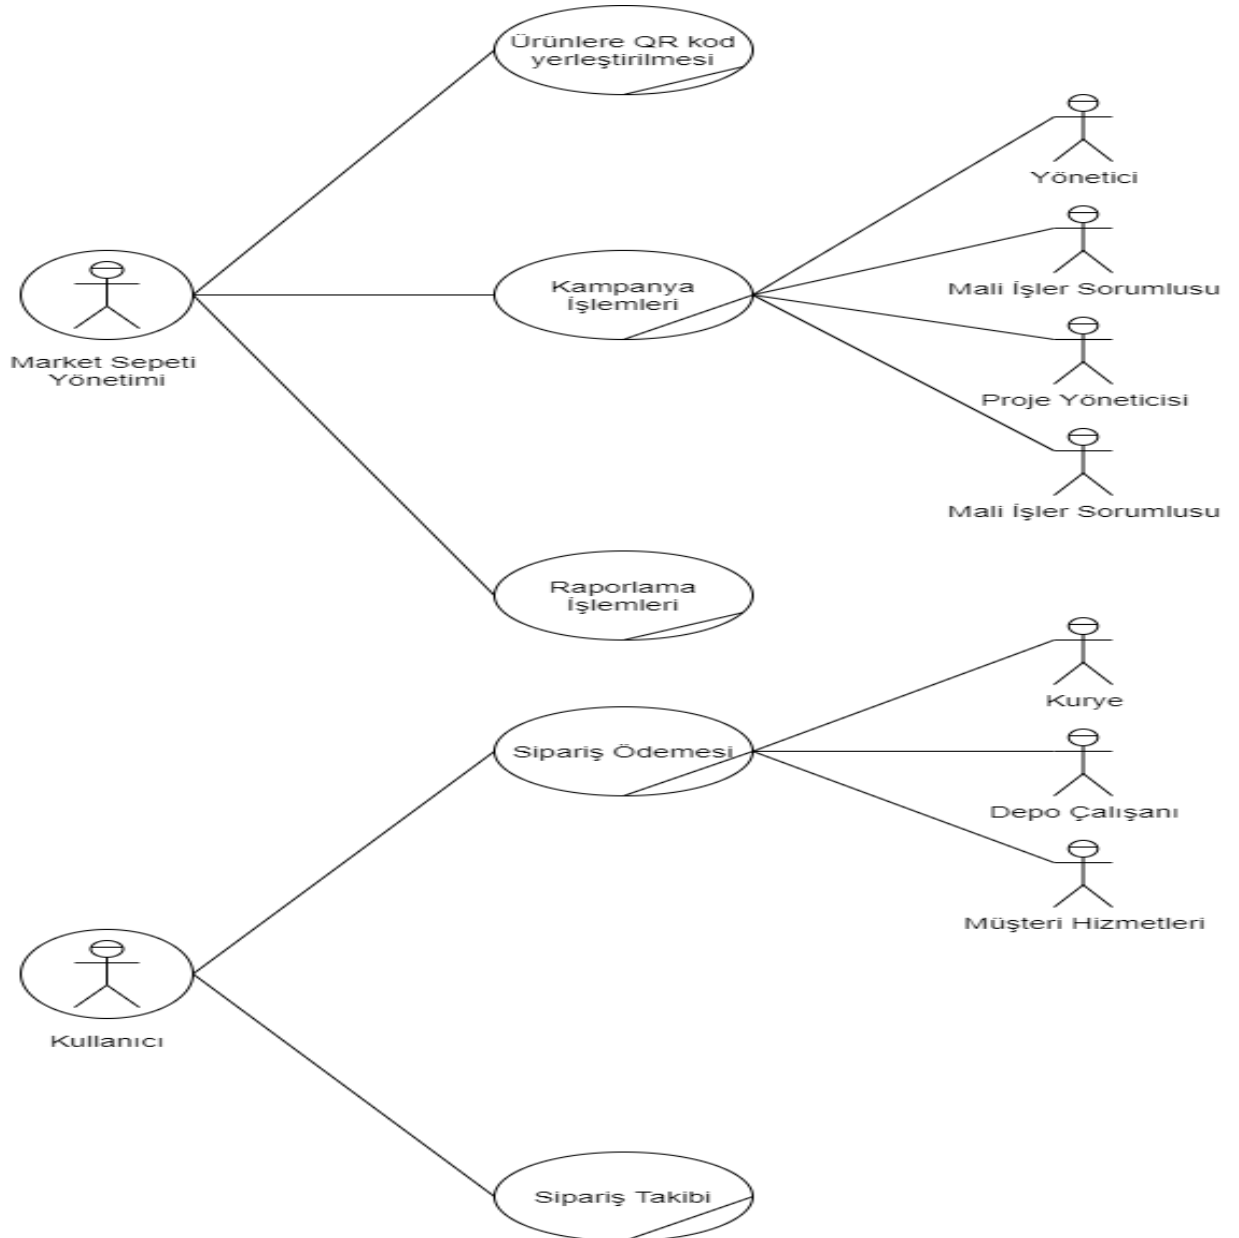 Ürünlere QR kod
yerleştirilmesi
Yönetici
Kampanya
İşlemleri
Mali İşler Sorumlusu
Market Sepeti
Yönetimi
Proje Yöneticisi
Mali İşler Sorumlusu
Raporlama
İşlemleri
Kurye
Sipariş Ödemesi
Depo Çalışanı
Müşteri Hizmetleri
Kullanıcı
Sipariş Takibi